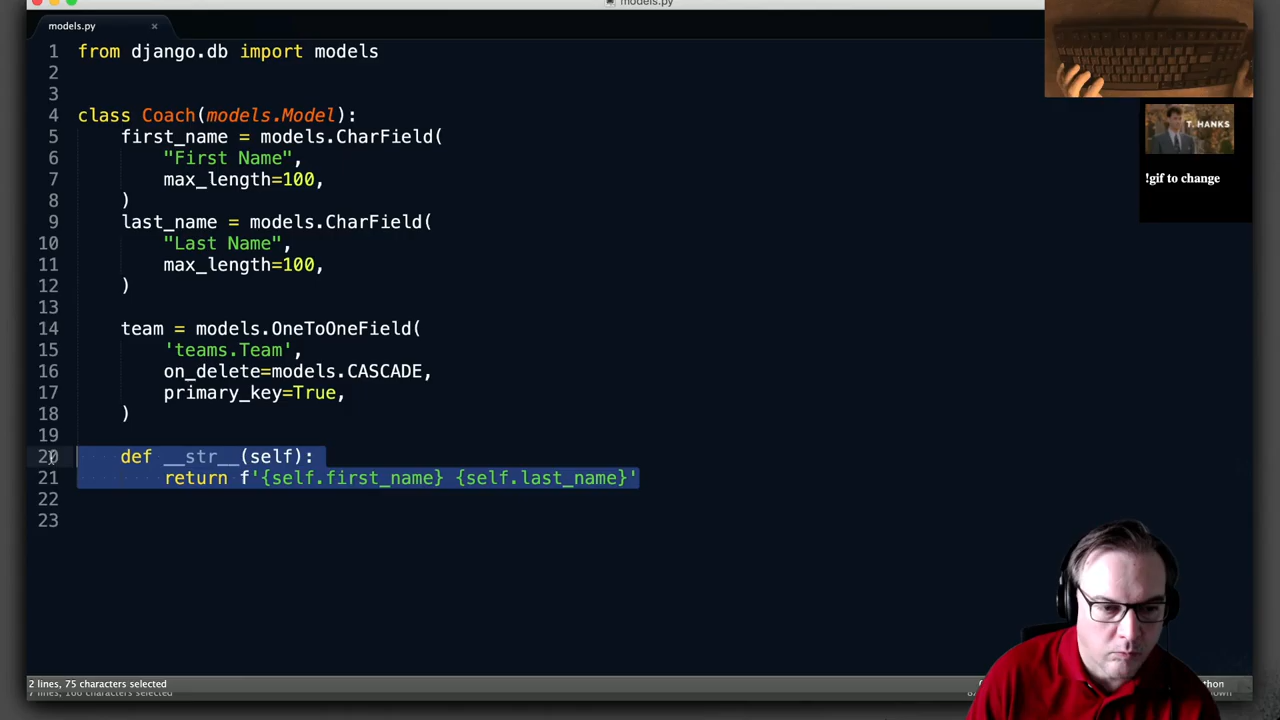 models.py
models.py
1 from django.db import models
2
3
4 class Coach(models.Model):
5 first_name = models.CharField(
6 "First Name",
7 max_length=100,
8 )
9 last_name = models.CharField(
10 "Last Name",
11 max_length=100,
12 )
13
14 team = models.OneToOneField(
15 'teams.Team',
16 on_delete=models.CASCADE,
17 primary_key=True,
18 )
19
20 def __str__(self):
21 return f'{self.first_name} {self.last_name}'
22
23
T. HANKS
!gif to change
2 lines, 75 characters selected